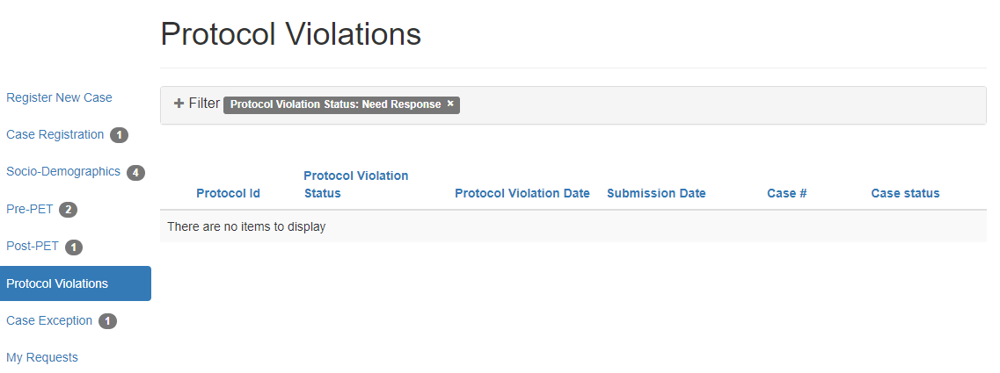 Protocol Violations
Register New Case
Case Registration 1
Socio-Demographics 4
Pre-PET 2
Post-PET 1
Protocol Violations
Case Exception 1
My Requests
+ Filter Protocol Violation Status: Need Response ×
Protocol Id
Protocol Violation
Status
Protocol Violation Date
Submission Date
Case #
Case status
There are no items to display